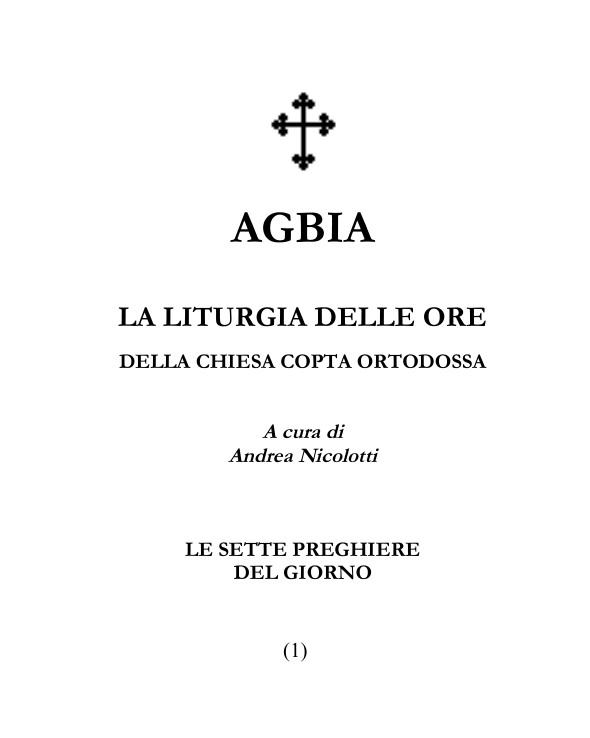 AGBIA
LA LITURGIA DELLE ORE
DELLA CHIESA COPTA ORTODOSSA
A cura di
Andrea Nicolotti
LE SETTE PREGHIERE
DEL GIORNO
(1)